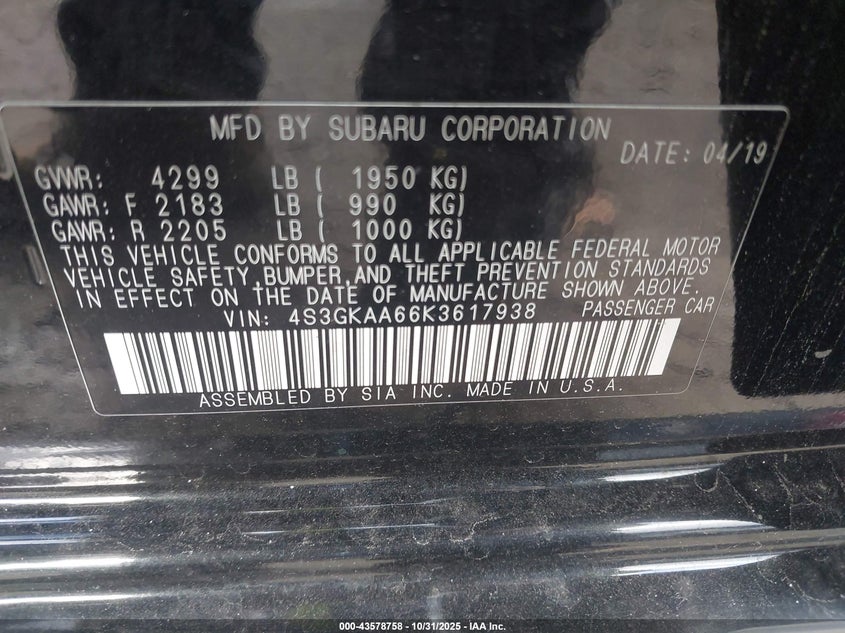 MFD BY SUBARU CORPORATION
DATE: 04/19
GVWR: 4299 LB ( 1950 KG)
GAWR: F 2183 LB ( 990 KG)
GAWR: R 2205 LB ( 1000 KG)
THIS VEHICLE CONFORMS TO ALL APPLICABLE FEDERAL MOTOR
VEHICLE SAFETY, BUMPER, AND THEFT PREVENTION STANDARDS
IN EFFECT ON THE DATE OF MANUFACTURE SHOWN ABOVE.
VIN: 4S3GKAA66K3617938 PASSENGER CAR
ASSEMBLED BY SIA INC. MADE IN U.S.A.
000-43578758 - 10/31/2025 - IAA Inc.